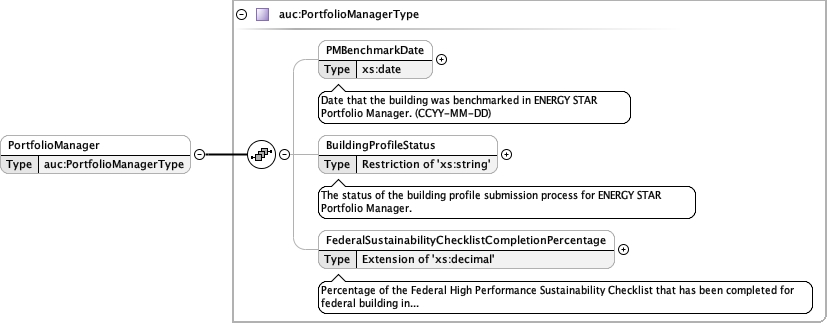 auc:PortfolioManagerType
PMBenchmarkDate
Type xs:date
Date that the building was benchmarked in ENERGY STAR
Portfolio Manager. (CCYY-MM-DD)
PortfolioManager
Type auc:PortfolioManagerType
BuildingProfileStatus
Type Restriction of 'xs:string'
The status of the building profile submission process for ENERGY STAR
Portfolio Manager.
FederalSustainabilityChecklistCompletionPercentage
Type Extension of 'xs:decimal'
Percentage of the Federal High Performance Sustainability Checklist that has been completed for
federal building in...